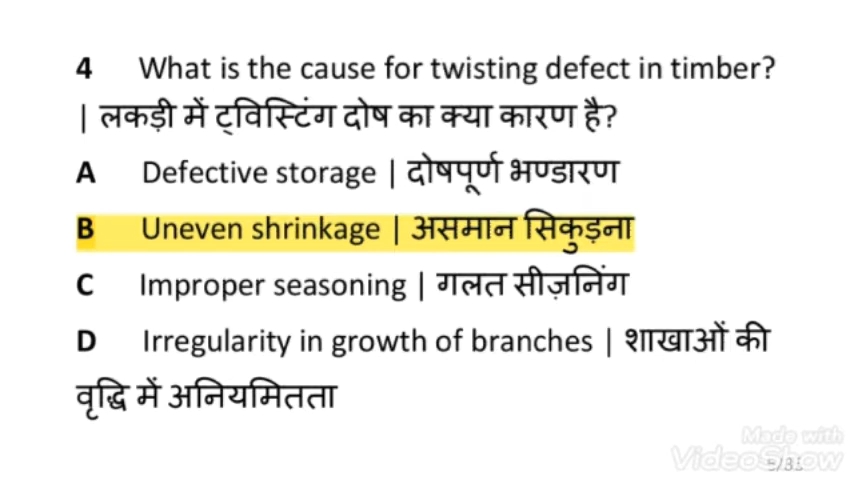 4 What is the cause for twisting defect in timber?
| लकड़ी में ट्विस्टिंग दोष का क्या कारण है?
A Defective storage | दोषपूर्ण भण्डारण
B Uneven shrinkage | असमान सिकुड़ना
C Improper seasoning | गलत सीज़निंग
D Irregularity in growth of branches | शाखाओं की
वृद्धि में अनियमितता
Made with
VideoShow